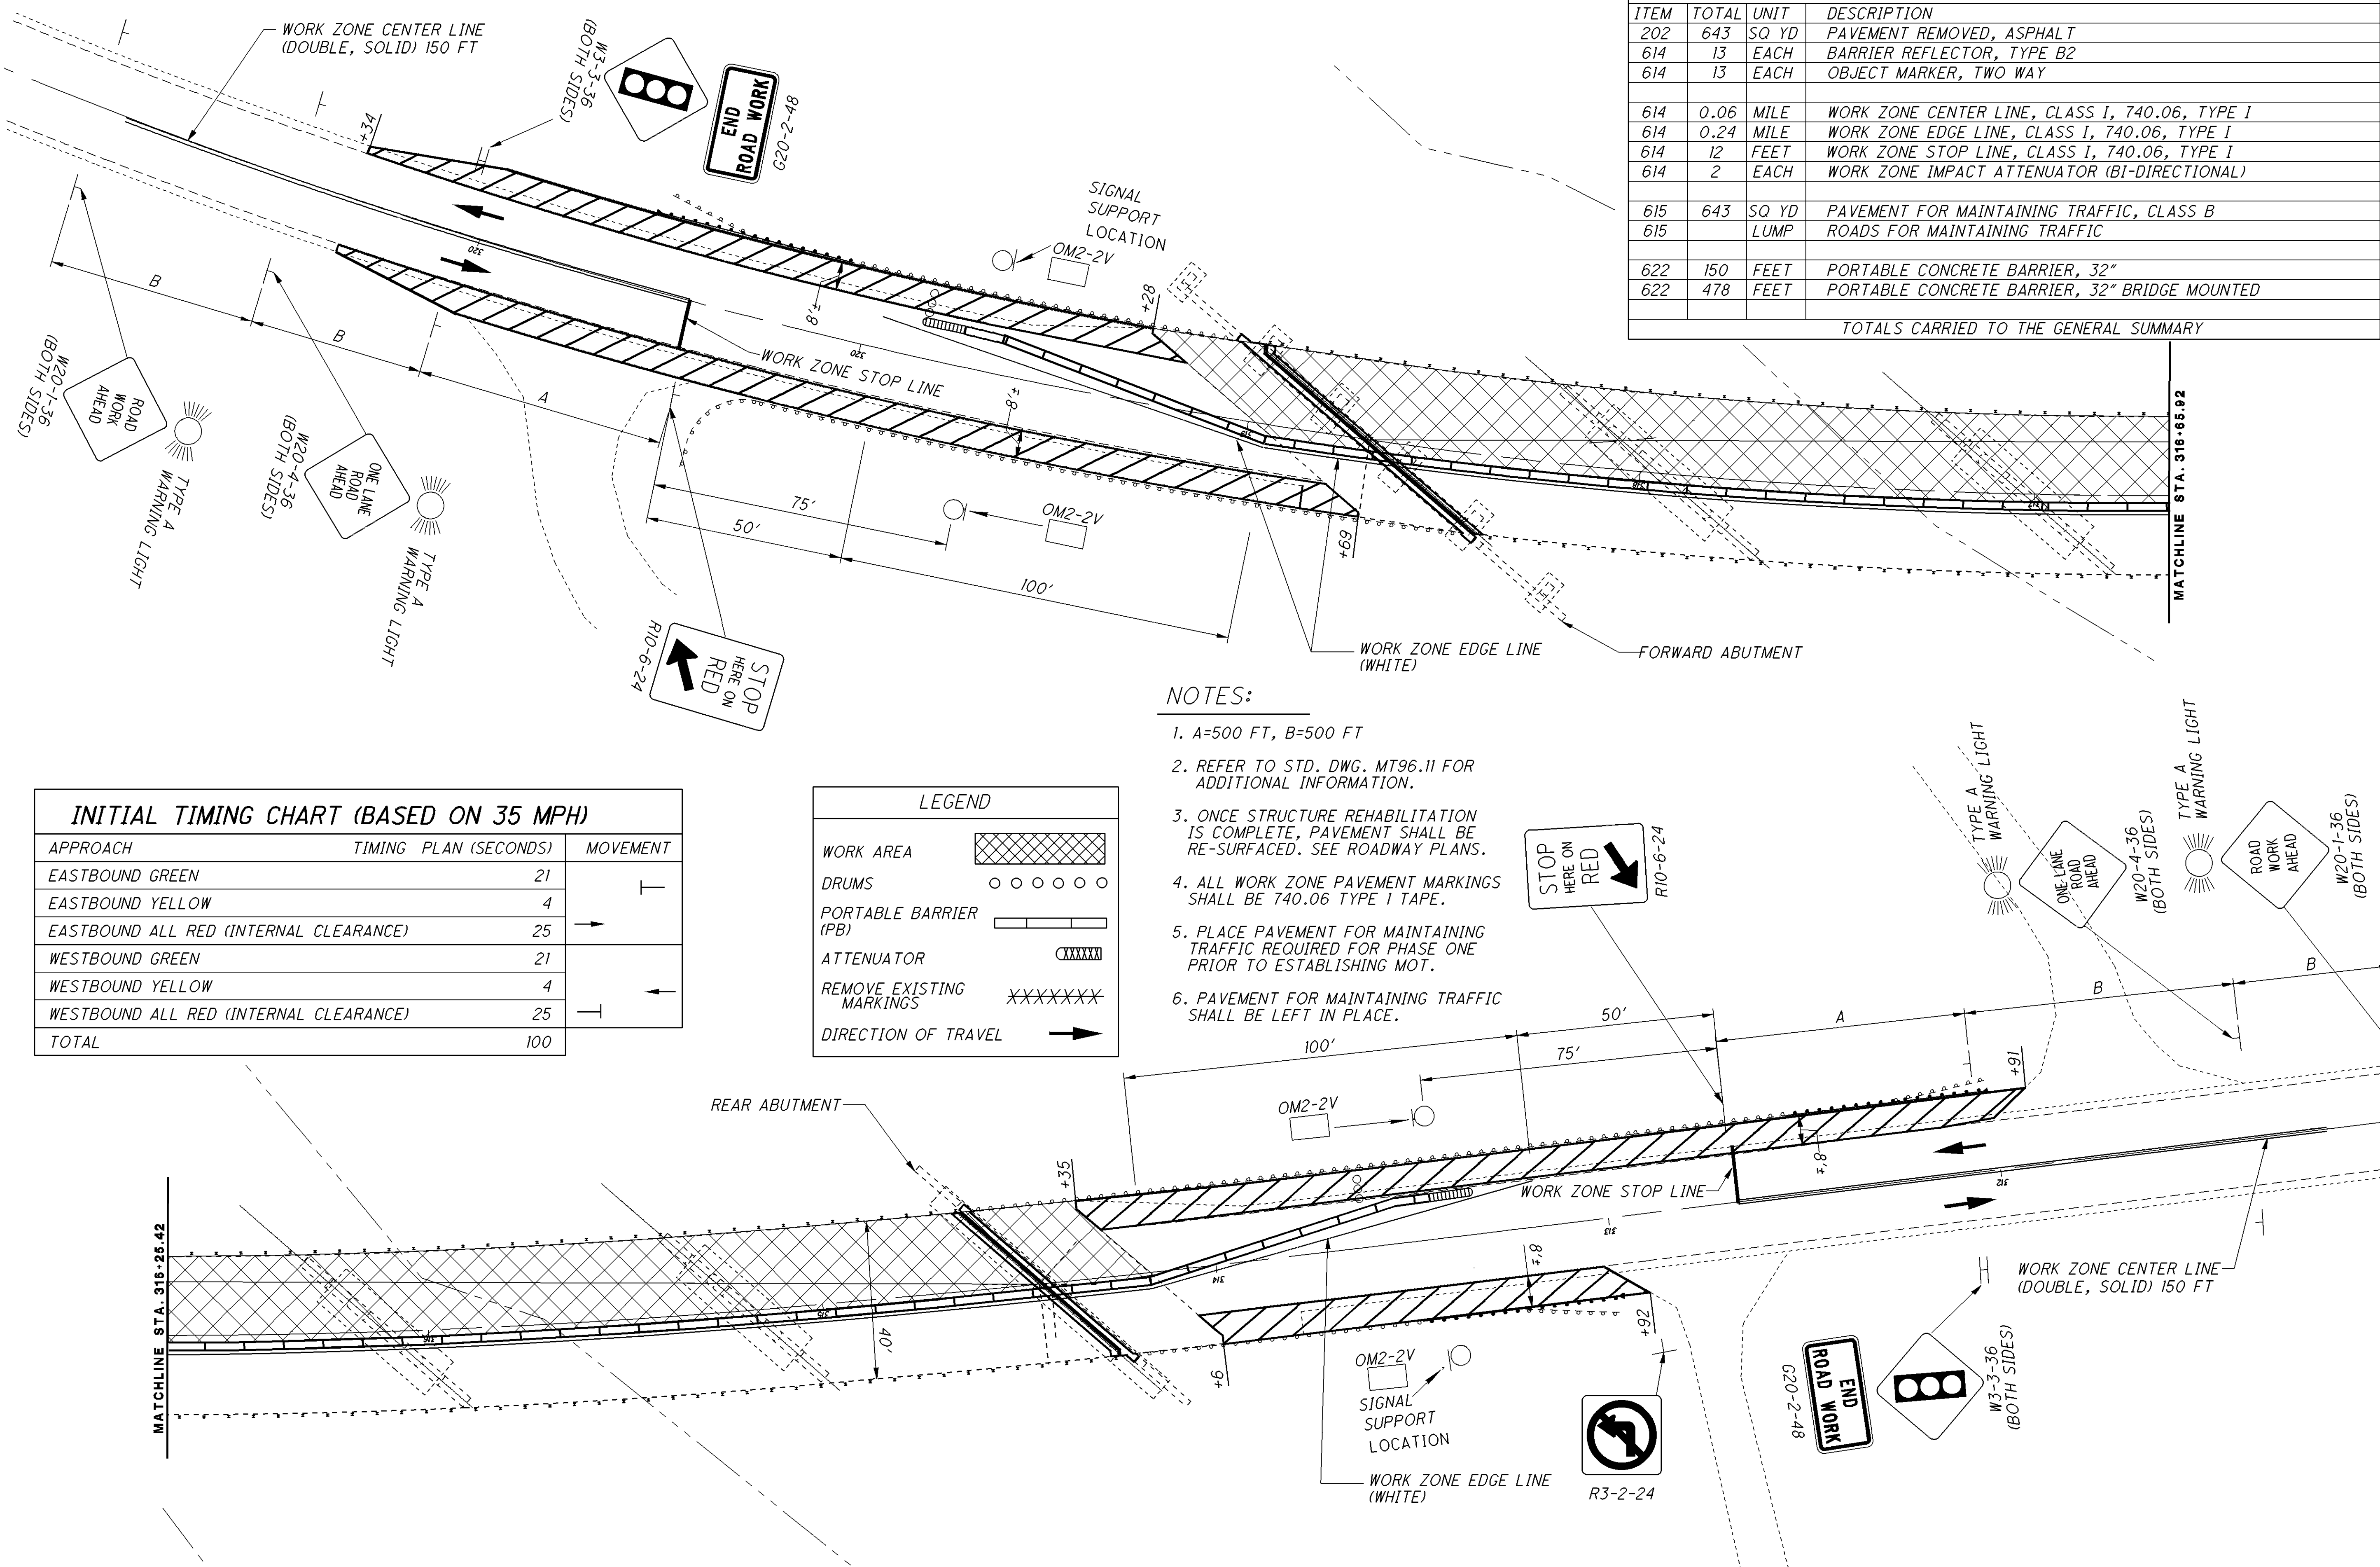 WORK ZONE CENTER LINE
(DOUBLE, SOLID) 150 FT
+34
W3-3-36
(BOTH SIDES)
END
ROAD WORK
G20-2-48
SIGNAL
SUPPORT
LOCATION
OM2-2V
+28
320
8'±
320
WORK ZONE STOP LINE
8'±
B
B
A
W20-1-36
(BOTH SIDES)
ROAD
WORK
AHEAD
TYPE A
WARNING LIGHT
W20-4-36
(BOTH SIDES)
ONE LANE
ROAD
AHEAD
TYPE A
WARNING LIGHT
75'
50'
100'
OM2-2V
+69
R10-6-24
STOP
HERE ON
RED
WORK ZONE EDGE LINE
(WHITE)
FORWARD ABUTMENT
MATCHLINE STA. 316+65.92
ITEM TOTAL UNIT DESCRIPTION
202 643 SQ YD PAVEMENT REMOVED, ASPHALT
614 13 EACH BARRIER REFLECTOR, TYPE B2
614 13 EACH OBJECT MARKER, TWO WAY
614 0.06 MILE WORK ZONE CENTER LINE, CLASS I, 740.06, TYPE I
614 0.24 MILE WORK ZONE EDGE LINE, CLASS I, 740.06, TYPE I
614 12 FEET WORK ZONE STOP LINE, CLASS I, 740.06, TYPE I
614 2 EACH WORK ZONE IMPACT ATTENUATOR (BI-DIRECTIONAL)
615 643 SQ YD PAVEMENT FOR MAINTAINING TRAFFIC, CLASS B
615 LUMP ROADS FOR MAINTAINING TRAFFIC
622 150 FEET PORTABLE CONCRETE BARRIER, 32"
622 478 FEET PORTABLE CONCRETE BARRIER, 32" BRIDGE MOUNTED
TOTALS CARRIED TO THE GENERAL SUMMARY
INITIAL TIMING CHART (BASED ON 35 MPH)
APPROACH TIMING PLAN (SECONDS) MOVEMENT
EASTBOUND GREEN 21
EASTBOUND YELLOW 4
EASTBOUND ALL RED (INTERNAL CLEARANCE) 25
WESTBOUND GREEN 21
WESTBOUND YELLOW 4
WESTBOUND ALL RED (INTERNAL CLEARANCE) 25
TOTAL 100
LEGEND
WORK AREA
DRUMS
PORTABLE BARRIER
(PB)
ATTENUATOR
REMOVE EXISTING
MARKINGS
DIRECTION OF TRAVEL
NOTES:
1. A=500 FT, B=500 FT
2. REFER TO STD. DWG. MT96.11 FOR
ADDITIONAL INFORMATION.
3. ONCE STRUCTURE REHABILITATION
IS COMPLETE, PAVEMENT SHALL BE
RE-SURFACED. SEE ROADWAY PLANS.
4. ALL WORK ZONE PAVEMENT MARKINGS
SHALL BE 740.06 TYPE 1 TAPE.
5. PLACE PAVEMENT FOR MAINTAINING
TRAFFIC REQUIRED FOR PHASE ONE
PRIOR TO ESTABLISHING MOT.
6. PAVEMENT FOR MAINTAINING TRAFFIC
SHALL BE LEFT IN PLACE.
STOP
HERE ON
RED
R10-6-24
TYPE A
WARNING LIGHT
ONE LANE
ROAD
AHEAD
W20-4-36
(BOTH SIDES)
TYPE A
WARNING LIGHT
ROAD
WORK
AHEAD
W20-1-36
(BOTH SIDES)
100'
50'
75'
A
B
B
+91
OM2-2V
REAR ABUTMENT
+35
WORK ZONE STOP LINE
8'±
312
313
314
315
316
8'±
40'
+6
+92
MATCHLINE STA. 316+25.42
OM2-2V
SIGNAL
SUPPORT
LOCATION
WORK ZONE EDGE LINE
(WHITE)
R3-2-24
WORK ZONE CENTER LINE
(DOUBLE, SOLID) 150 FT
END
ROAD WORK
G20-2-48
W3-3-36
(BOTH SIDES)